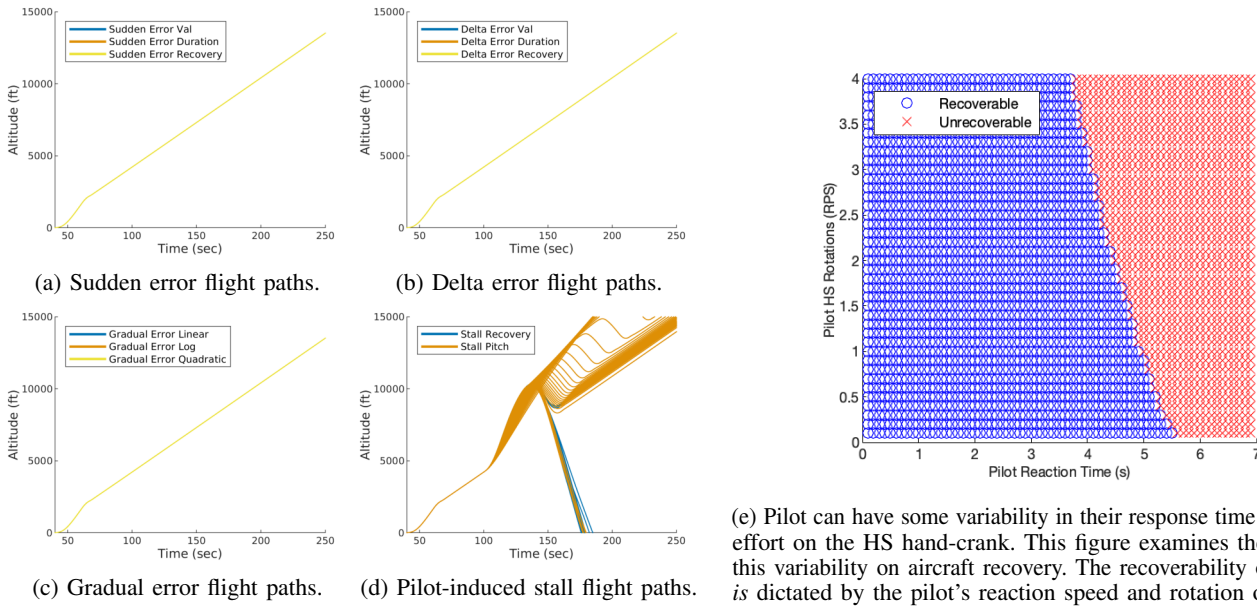 15000
10000
5000
0
50
100
150
200
250
Altitude (ft)
Time (sec)
Sudden Error Val
Sudden Error Duration
Sudden Error Recovery
(a) Sudden error flight paths.
15000
10000
5000
0
50
100
150
200
250
Altitude (ft)
Time (sec)
Delta Error Val
Delta Error Duration
Delta Error Recovery
(b) Delta error flight paths.
15000
10000
5000
0
50
100
150
200
250
Altitude (ft)
Time (sec)
Gradual Error Linear
Gradual Error Log
Gradual Error Quadratic
(c) Gradual error flight paths.
15000
10000
5000
0
50
100
150
200
250
Altitude (ft)
Time (sec)
Stall Recovery
Stall Pitch
(d) Pilot-induced stall flight paths.
4
3.5
3
2.5
2
1.5
1
0.5
0
0
1
2
3
4
5
6
7
Pilot HS Rotations (RPS)
Pilot Reaction Time (s)
Recoverable
Unrecoverable
(e) Pilot can have some variability in their response time
effort on the HS hand-crank. This figure examines the
this variability on aircraft recovery. The recoverability
is dictated by the pilot's reaction speed and rotation